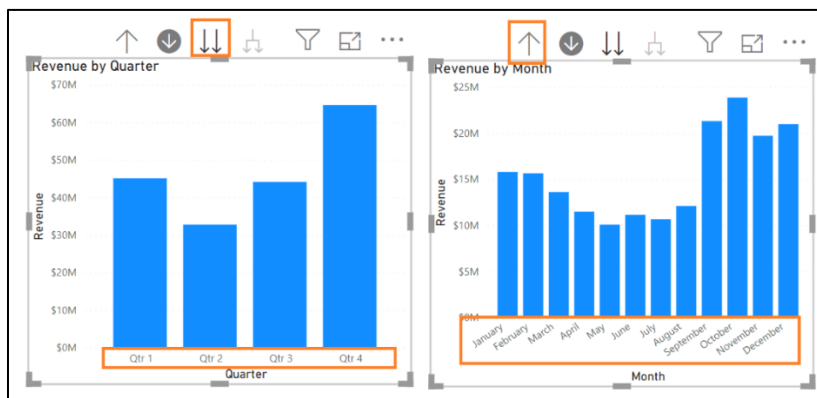 Revenue by Quarter
$70M
$60M
$50M
$40M
$30M
$20M
$10M
$0M
Revenue
Qtr 1 Qtr 2 Qtr 3 Qtr 4
Quarter
Revenue by Month
$25M
$20M
$15M
$10M
$5M
$0M
Revenue
January February March April May June July August September October November December
Month